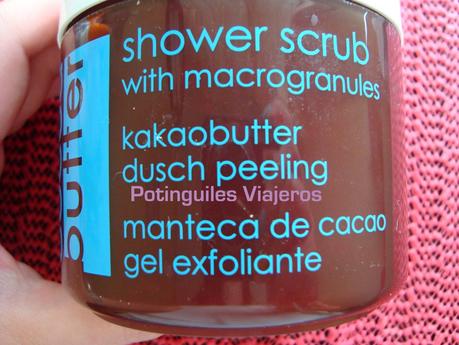 butter
shower scrub
with macrogranules
kakaobutter
dusch peeling
Potinguiles Viajeros
manteca de cacao
gel exfoliante